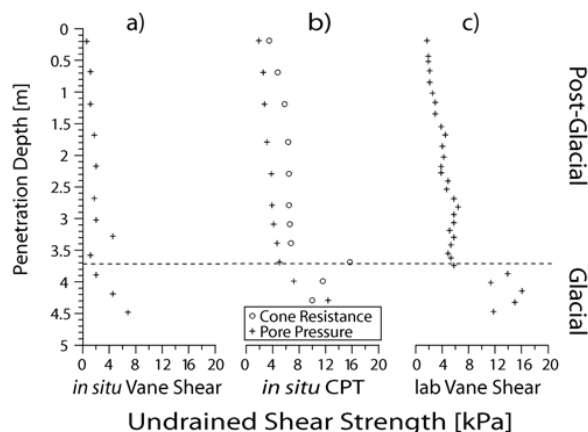 a)
b)
c)
Penetration Depth [m]
0
0.5
1
1.5
2
2.5
3
3.5
4
4.5
5
Post-Glacial
Glacial
Cone Resistance
Pore Pressure
0 4 8 12 16 20
0 4 8 12 16 20
0 4 8 12 16 20
in situ Vane Shear
in situ CPT
lab Vane Shear
Undrained Shear Strength [kPa]